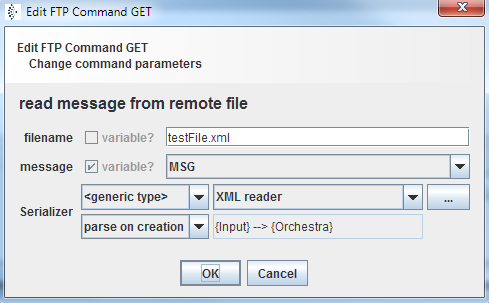 Edit FTP Command GET
Edit FTP Command GET
Change command parameters
read message from remote file
filename variable? testFile.xml
message variable? MSG
<generic type> XML reader ...
Serializer
parse on creation {Input} --> {Orchestra}
OK Cancel